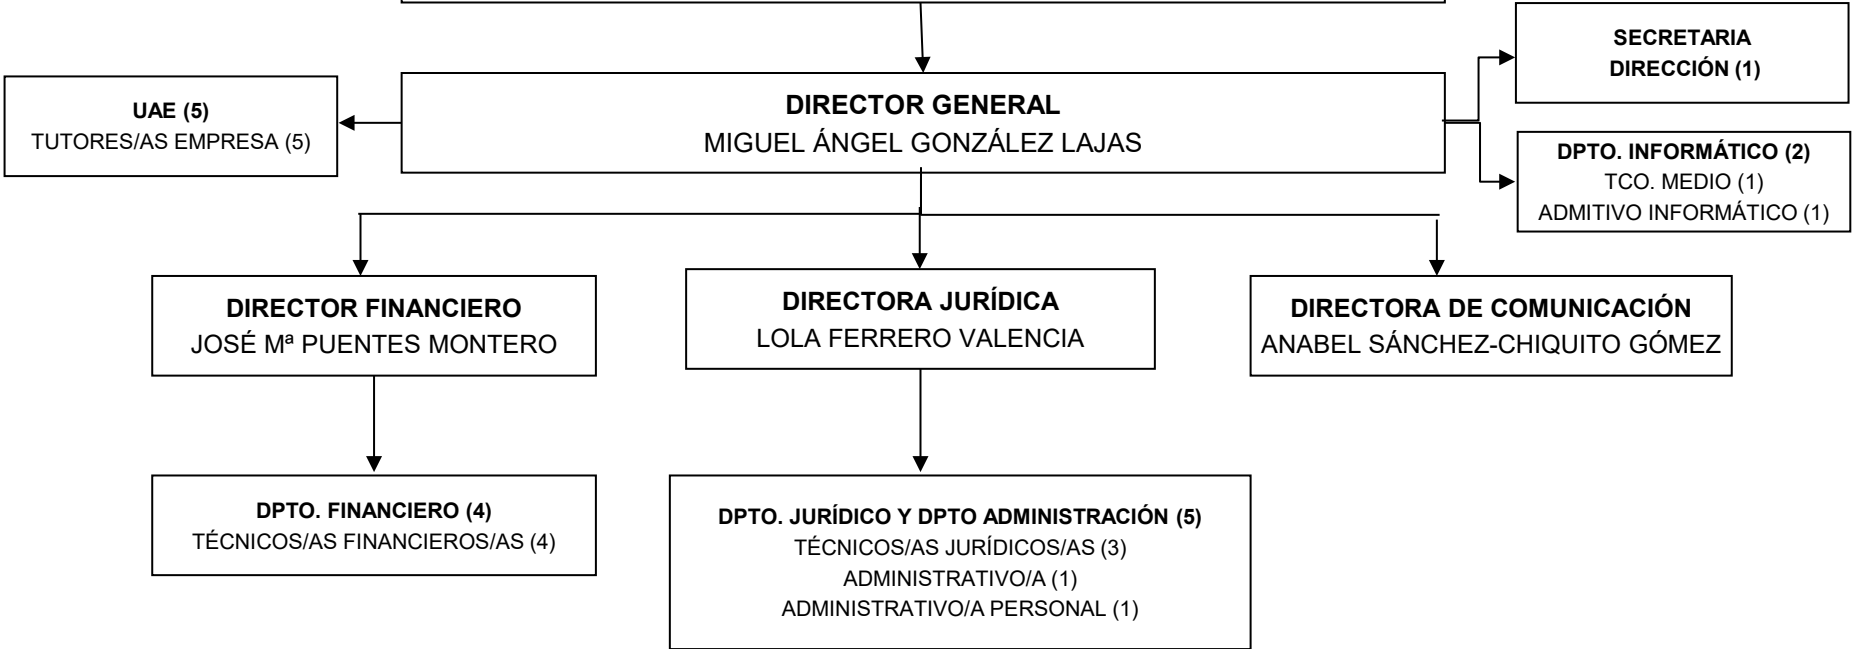 SECRETARIA
DIRECCIÓN (1)
UAE (5)
TUTORES/AS EMPRESA (5)
DIRECTOR GENERAL
MIGUEL ÁNGEL GONZÁLEZ LAJAS
DPTO. INFORMÁTICO (2)
TCO. MEDIO (1)
ADMITIVO INFORMÁTICO (1)
DIRECTOR FINANCIERO
JOSÉ Mª PUENTES MONTERO
DIRECTORA JURÍDICA
LOLA FERRERO VALENCIA
DIRECTORA DE COMUNICACIÓN
ANABEL SÁNCHEZ-CHIQUITO GÓMEZ
DPTO. FINANCIERO (4)
TÉCNICOS/AS FINANCIEROS/AS (4)
DPTO. JURÍDICO Y DPTO ADMINISTRACIÓN (5)
TÉCNICOS/AS JURÍDICOS/AS (3)
ADMINISTRATIVO/A (1)
ADMINISTRATIVO/A PERSONAL (1)